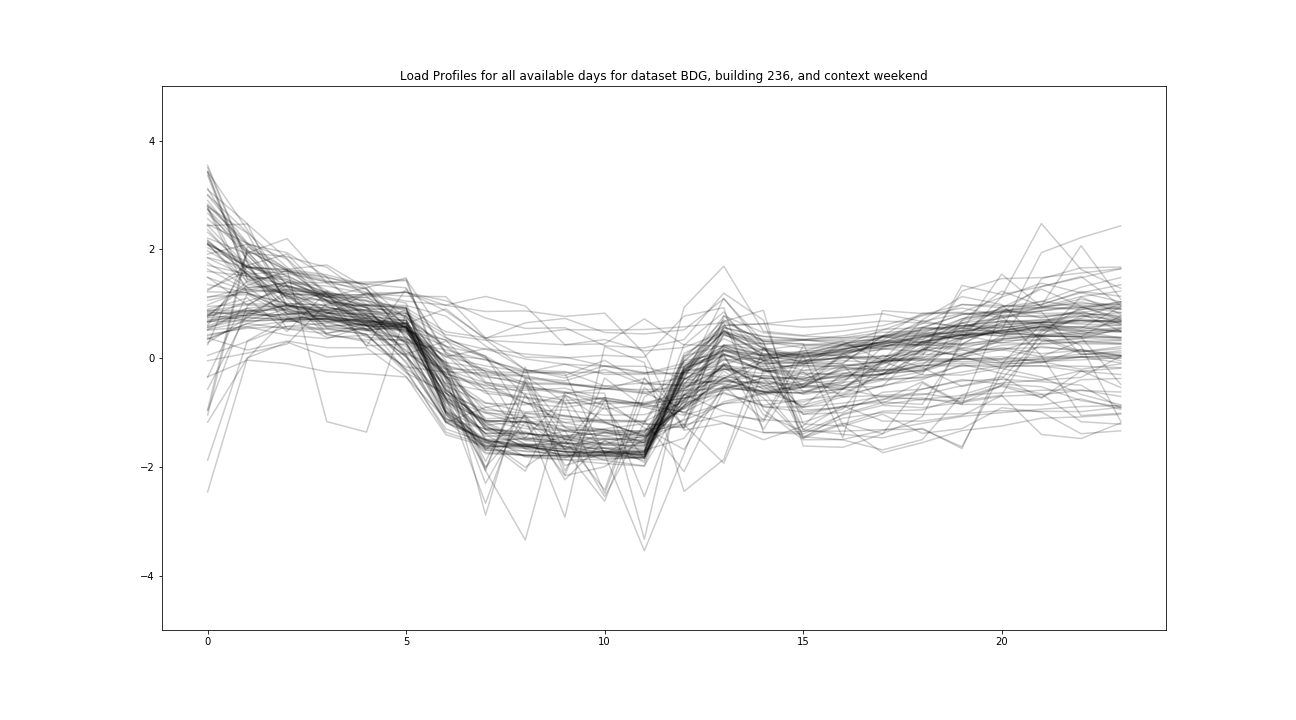 Load Profiles for all available days for dataset BDG, building 236, and context weekend
4
2
0
−2
−4
0 5 10 15 20